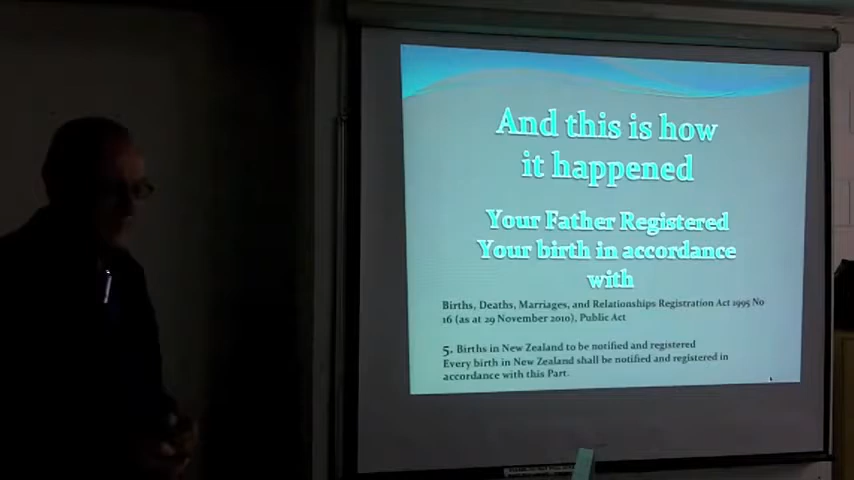 And this is how
it happened
Your Father Registered
Your birth in accordance
with
Births, Deaths, Marriages, and Relationships Registration Act 1995 No
16 (as at 29 November 2010), Public Act
5. Births in New Zealand to be notified and registered
Every birth in New Zealand shall be notified and registered in
accordance with this Part.